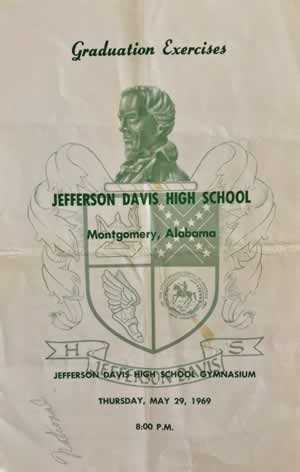 Graduation Exercises
JEFFERSON DAVIS HIGH SCHOOL
Montgomery, Alabama
H S
JEFFERSON DAVIS
JEFFERSON DAVIS HIGH SCHOOL GYMNASIUM
THURSDAY, MAY 29, 1969
8:00 P.M.